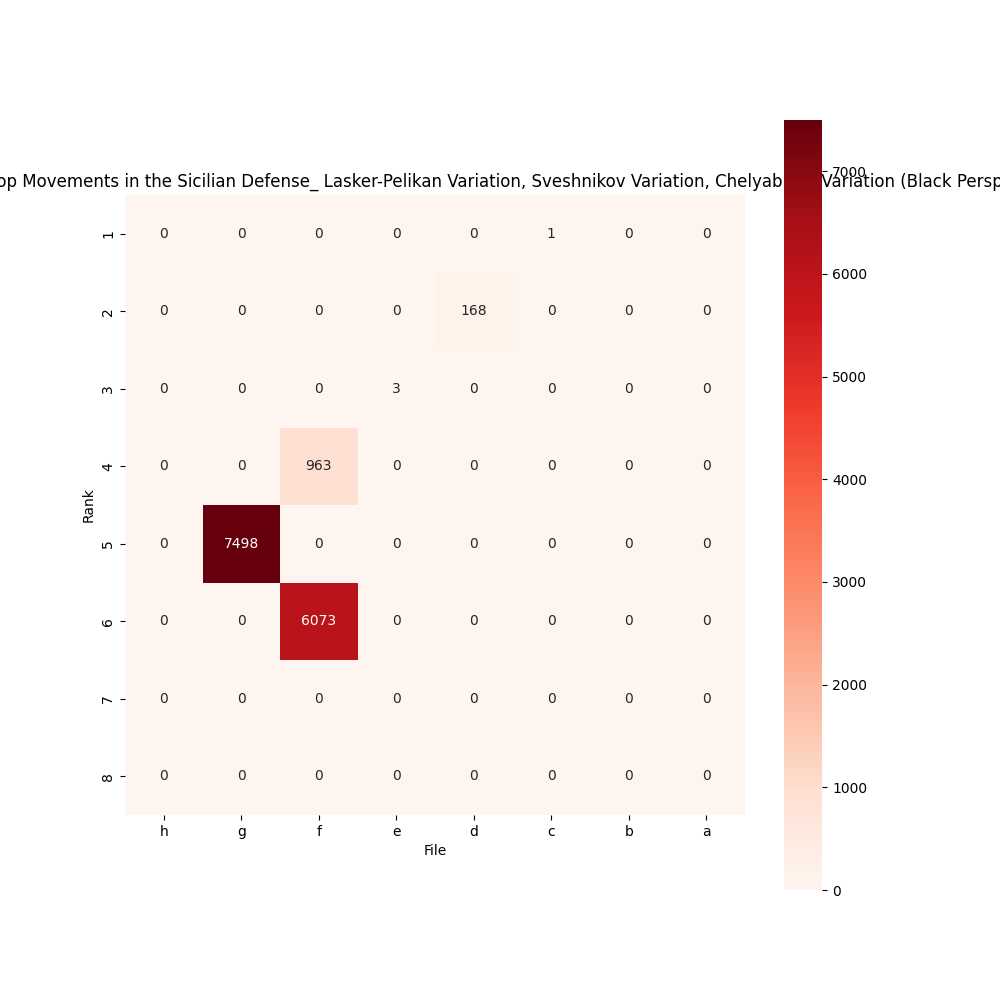 op Movements in the Sicilian Defense_ Lasker-Pelikan Variation, Sveshnikov Variation, Chelyab Variation (Black Persp
7000
1 0 0 0 0 0 1 0 0
6000
2 0 0 0 0 168 0 0 0
5000
3 0 0 0 3 0 0 0 0
4000
4 0 0 963 0 0 0 0 0
Rank
5 0 7498 0 0 0 0 0 0
3000
6 0 0 6073 0 0 0 0 0
2000
7 0 0 0 0 0 0 0 0
8 0 0 0 0 0 0 0 0
1000
h g f e d c b a
File
0